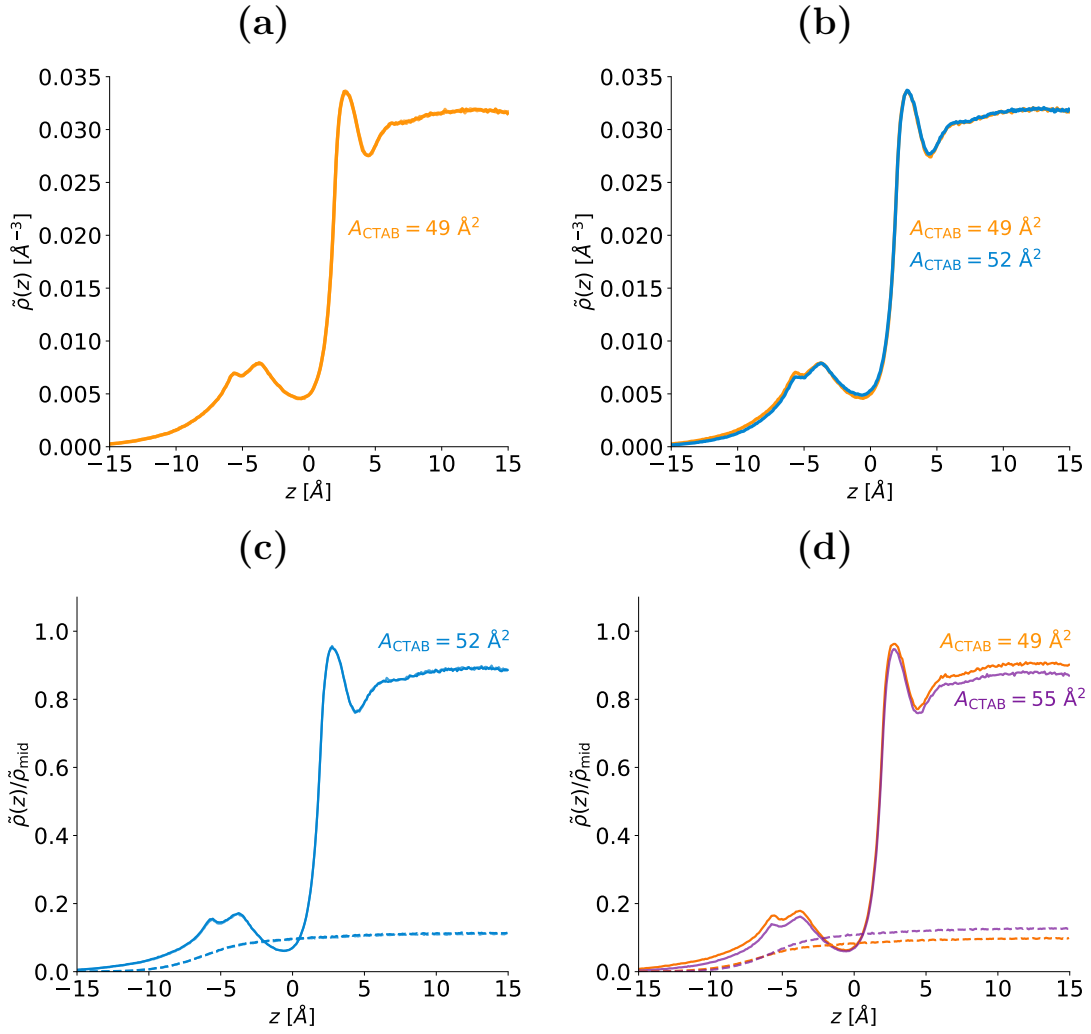 (a)
0.035
0.030
0.025
0.020
0.015
0.010
0.005
0.000
ρ̃(z) [Å⁻³]
A_CTAB = 49 Å²
−15 −10 −5 0 5 10 15
z [Å]
(b)
0.035
0.030
0.025
0.020
0.015
0.010
0.005
0.000
ρ̃(z) [Å⁻³]
A_CTAB = 49 Å²
A_CTAB = 52 Å²
−15 −10 −5 0 5 10 15
z [Å]
(c)
1.0
0.8
0.6
0.4
0.2
0.0
ρ̃(z)/ρ̃_mid
A_CTAB = 52 Å²
−15 −10 −5 0 5 10 15
z [Å]
(d)
1.0
0.8
0.6
0.4
0.2
0.0
ρ̃(z)/ρ̃_mid
A_CTAB = 49 Å²
A_CTAB = 55 Å²
−15 −10 −5 0 5 10 15
z [Å]